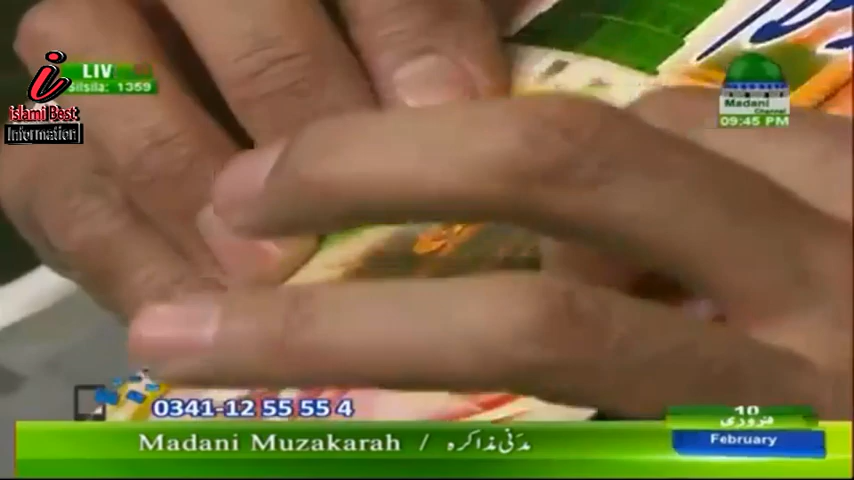 LIV
Silsila: 1359
islami Best
Information
Madani
Channel
09:45 PM
0341-12 55 55 4
Madani Muzakarah / مدنی مذاکرہ
10
فروری
February